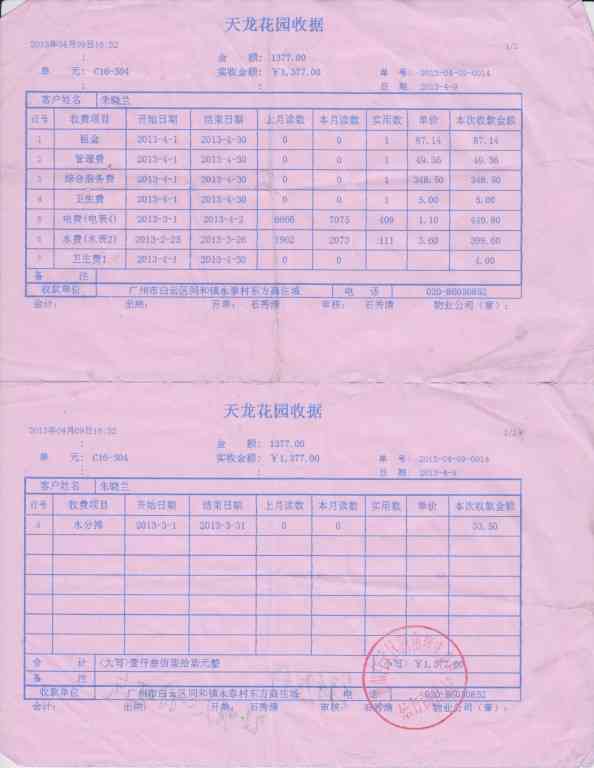 天龙花园收据
2013年04月09日16:32 1/2
: 金 额: 1377.00
单 元: C16-304 实收金额: ￥1,377.00 单 号: 2013-04-09-0014
: : 日 期 2013-4-9
客户姓名 朱晓兰
行号 收费项目 开始日期 结束日期 上月读数 本月读数 实用数 单价 本次收款金额
1 租金 2013-4-1 2013-4-30 0 0 1 87.14 87.14
2 管理费 2013-4-1 2013-4-30 0 0 1 49.36 49.36
3 综合服务费 2013-4-1 2013-4-30 0 0 1 348.50 348.50
4 卫生费 2013-4-1 2013-4-30 0 0 1 5.00 5.00
5 电费(电表4) 2013-3-1 2013-4-2 6666 7075 409 1.10 449.90
6 水费(水表2) 2013-2-25 2013-3-26 1962 2073 111 3.60 399.60
7 卫生费1 2013-4-1 2013-4-30 0 0 4.00
备 注
收款单位 广州市白云区同和镇永泰村东方商住城 电 话 020-86030852
会计: 出纳: 开单: 石秀清 审核: 石秀清 物业公司(章):
天龙花园收据
2013年04月09日16:32 2/2
: 金 额: 1377.00
单 元: C16-304 实收金额: ￥1,377.00 单 号: 2013-04-09-0014
: : 日 期 2013-4-9
客户姓名 朱晓兰
行号 收费项目 开始日期 结束日期 上月读数 本月读数 实用数 单价 本次收款金额
8 水分摊 2013-3-1 2013-3-31 0 0 33.50
合 计 (大写)壹仟叁佰柒拾柒元整 (小写)￥1,377.00
收款单位 广州市白云区同和镇永泰村东方商住城 电 020-86030852
会计: 出纳: 开单: 石秀清 审核: 石秀清 物业公司(章):